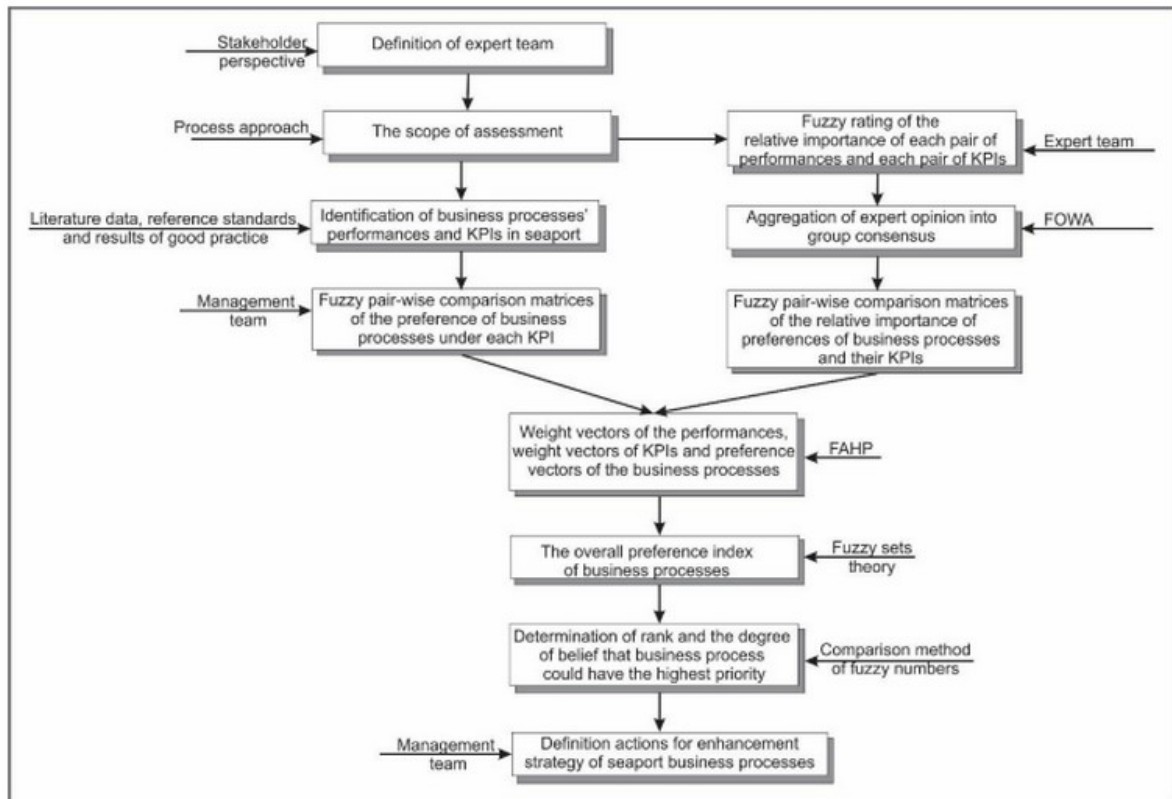 Stakeholder
perspective
Definition of expert team
Process approach
The scope of assessment
Fuzzy rating of the
relative importance of each pair of
performances and each pair of KPIs
Expert team
Literature data, reference standards
and results of good practice
Identification of business processes'
performances and KPIs in seaport
Aggregation of expert opinion into
group consensus
FOWA
Management
team
Fuzzy pair-wise comparison matrices
of the preference of business
processes under each KPI
Fuzzy pair-wise comparison matrices
of the relative importance of
preferences of business processes
and their KPIs
Weight vectors of the performances,
weight vectors of KPIs and preference
vectors of the business processes
FAHP
The overall preference index
of business processes
Fuzzy sets
theory
Determination of rank and the degree
of belief that business process
could have the highest priority
Comparison method
of fuzzy numbers
Management
team
Definition actions for enhancement
strategy of seaport business processes